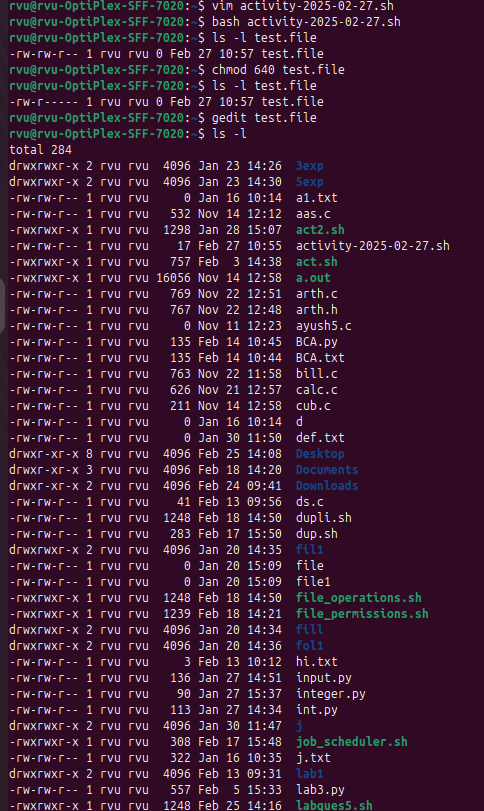 rvu@rvu-OptiPlex-SFF-7020:~$ vim activity-2025-02-27.sh
rvu@rvu-OptiPlex-SFF-7020:~$ bash activity-2025-02-27.sh
rvu@rvu-OptiPlex-SFF-7020:~$ ls -l test.file
-rw-rw-r-- 1 rvu rvu 0 Feb 27 10:57 test.file
rvu@rvu-OptiPlex-SFF-7020:~$ chmod 640 test.file
rvu@rvu-OptiPlex-SFF-7020:~$ ls -l test.file
-rw-r----- 1 rvu rvu 0 Feb 27 10:57 test.file
rvu@rvu-OptiPlex-SFF-7020:~$ gedit test.file
rvu@rvu-OptiPlex-SFF-7020:~$ ls -l
total 284
drwxrwxr-x 2 rvu rvu  4096 Jan 23 14:26 3exp
drwxrwxr-x 2 rvu rvu  4096 Jan 23 14:30 5exp
-rw-rw-r-- 1 rvu rvu     0 Jan 16 10:14 a1.txt
-rw-rw-r-- 1 rvu rvu   532 Nov 14 12:12 aas.c
-rwxrwxr-x 1 rvu rvu  1298 Jan 28 15:07 act2.sh
-rw-rw-r-- 1 rvu rvu    17 Feb 27 10:55 activity-2025-02-27.sh
-rwxrwxr-x 1 rvu rvu   757 Feb  3 14:38 act.sh
-rwxrwxr-x 1 rvu rvu 16056 Nov 14 12:58 a.out
-rw-rw-r-- 1 rvu rvu   769 Nov 22 12:51 arth.c
-rw-rw-r-- 1 rvu rvu   767 Nov 22 12:48 arth.h
-rw-rw-r-- 1 rvu rvu     0 Nov 11 12:23 ayush5.c
-rw-rw-r-- 1 rvu rvu   135 Feb 14 10:45 BCA.py
-rw-rw-r-- 1 rvu rvu   135 Feb 14 10:44 BCA.txt
-rw-rw-r-- 1 rvu rvu   763 Nov 22 11:58 bill.c
-rw-rw-r-- 1 rvu rvu   626 Nov 21 12:57 calc.c
-rw-rw-r-- 1 rvu rvu   211 Nov 14 12:58 cub.c
-rw-rw-r-- 1 rvu rvu     0 Jan 16 10:14 d
-rw-rw-r-- 1 rvu rvu     0 Jan 30 11:50 def.txt
drwxr-xr-x 8 rvu rvu  4096 Feb 25 14:08 Desktop
drwxr-xr-x 3 rvu rvu  4096 Feb 18 14:20 Documents
drwxr-xr-x 2 rvu rvu  4096 Feb 24 09:41 Downloads
-rw-rw-r-- 1 rvu rvu    41 Feb 13 09:56 ds.c
-rw-rw-r-- 1 rvu rvu  1248 Feb 18 14:50 dupli.sh
-rw-rw-r-- 1 rvu rvu   283 Feb 17 15:50 dup.sh
drwxrwxr-x 2 rvu rvu  4096 Jan 20 14:35 fil1
-rw-rw-r-- 1 rvu rvu     0 Jan 20 15:09 file
-rw-rw-r-- 1 rvu rvu     0 Jan 20 15:09 file1
-rwxrwxr-x 1 rvu rvu  1248 Feb 18 14:50 file_operations.sh
-rwxrwxr-x 1 rvu rvu  1239 Feb 18 14:21 file_permissions.sh
drwxrwxr-x 2 rvu rvu  4096 Jan 20 14:34 fill
drwxrwxr-x 2 rvu rvu  4096 Jan 20 14:36 fol1
-rw-rw-r-- 1 rvu rvu     3 Feb 13 10:12 hi.txt
-rw-rw-r-- 1 rvu rvu   136 Jan 27 14:51 input.py
-rw-rw-r-- 1 rvu rvu    90 Jan 27 15:37 integer.py
-rw-rw-r-- 1 rvu rvu   113 Jan 27 14:34 int.py
drwxrwxr-x 2 rvu rvu  4096 Jan 30 11:47 j
-rwxrwxr-x 1 rvu rvu   308 Feb 17 15:48 job_scheduler.sh
-rw-rw-r-- 1 rvu rvu   322 Jan 16 10:35 j.txt
drwxrwxr-x 2 rvu rvu  4096 Feb 13 09:31 lab1
-rw-rw-r-- 1 rvu rvu   557 Feb  5 15:33 lab3.py
-rwxrwxr-x 1 rvu rvu  1248 Feb 25 14:16 labques5.sh